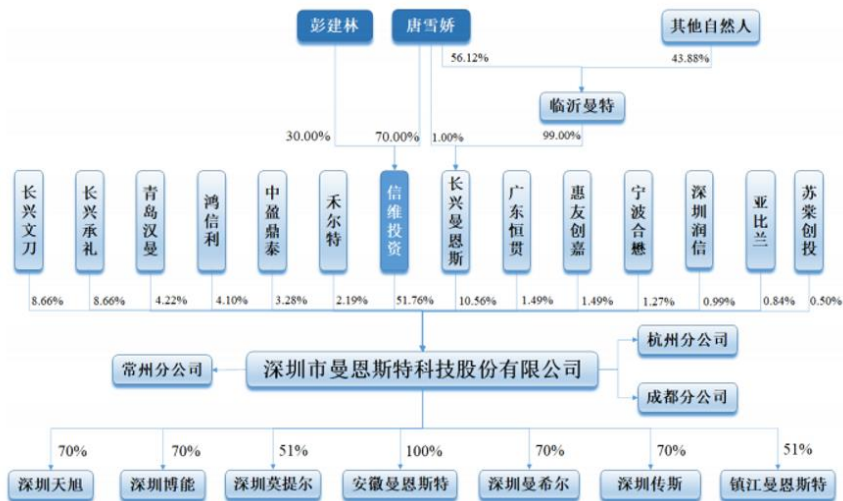 彭建林
唐雪娇
其他自然人
56.12%
43.88%
临沂曼特
30.00%
70.00%
1.00%
99.00%
长兴文刀
长兴承礼
青岛汉曼
鸿信利
中盈鼎泰
禾尔特
信维投资
长兴曼恩斯
广东恒贯
惠友创嘉
宁波合懋
深圳润信
亚比兰
苏棠创投
8.66%
8.66%
4.22%
4.10%
3.28%
2.19%
51.76%
10.56%
1.49%
1.49%
1.27%
0.99%
0.84%
0.50%
杭州分公司
常州分公司
深圳市曼恩斯特科技股份有限公司
成都分公司
70%
70%
51%
100%
70%
70%
51%
深圳天旭
深圳博能
深圳莫提尔
安徽曼恩斯特
深圳曼希尔
深圳传斯
镇江曼恩斯特